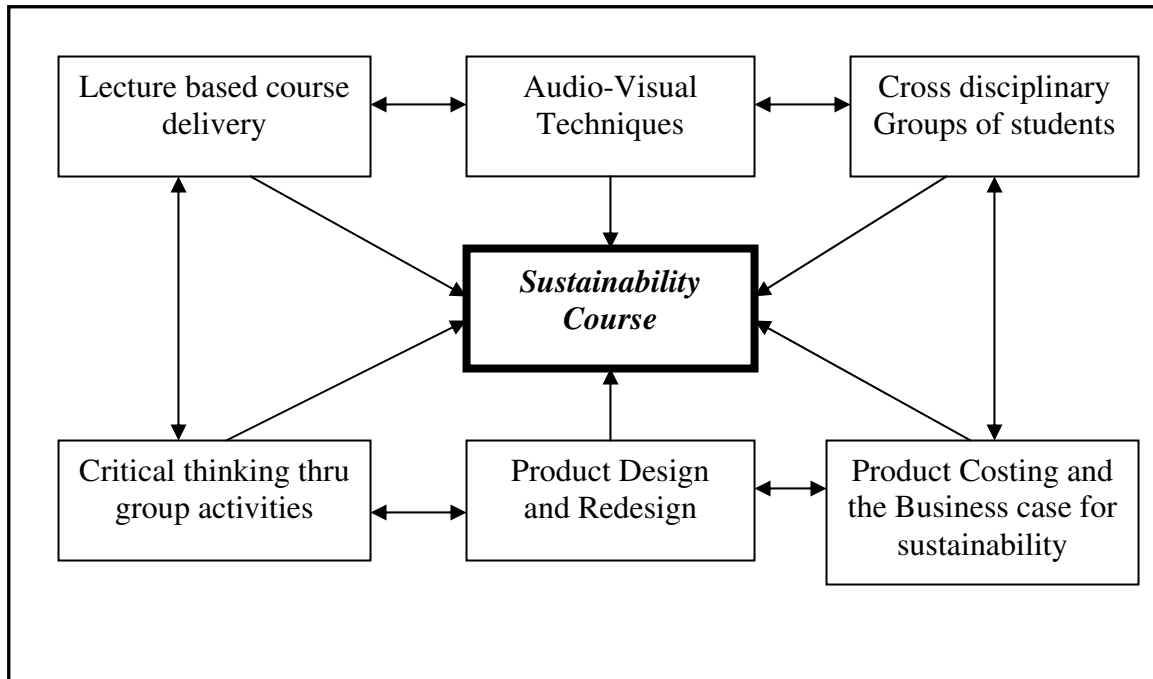 Lecture based course
delivery
Audio-Visual
Techniques
Cross disciplinary
Groups of students
Sustainability
Course
Critical thinking thru
group activities
Product Design
and Redesign
Product Costing and
the Business case for
sustainability